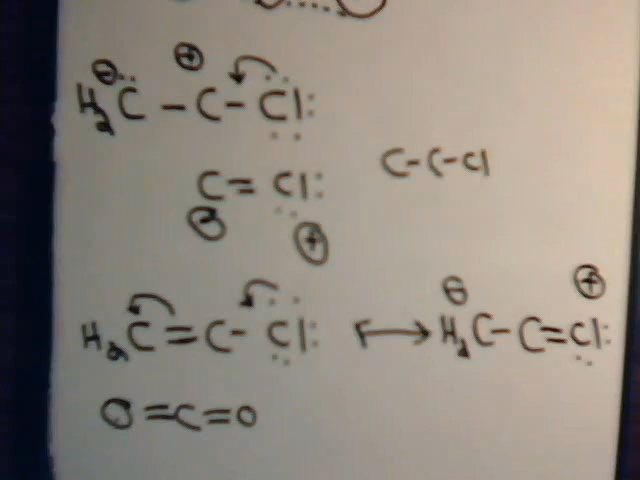 H₂C̈⊖ – C⊕ – Cl:
C = Cl:
⊖ ⊕
C-C-Cl
H₂C = C - Cl: ⟷ H₂C⊖ - C = Cl:⊕
O=C=O